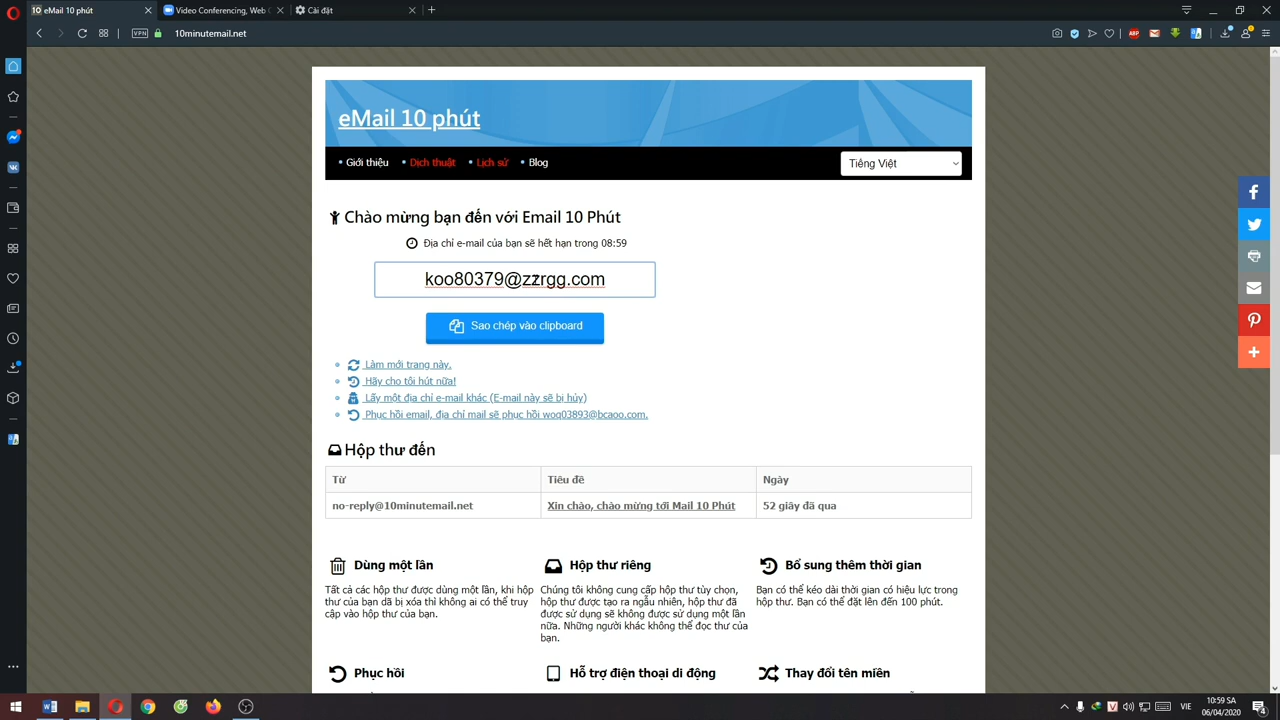 eMail 10 phút
Video Conferencing, Web C
Cài đặt
VPN
10minutemail.net
eMail 10 phút
Giới thiệu
Dịch thuật
Lịch sử
Blog
Tiếng Việt
Chào mừng bạn đến với Email 10 Phút
Địa chỉ e-mail của bạn sẽ hết hạn trong 08:59
koo80379@zzrgg.com
Sao chép vào clipboard
Làm mới trang này.
Hãy cho tôi hút nữa!
Lấy một địa chỉ e-mail khác (E-mail này sẽ bị hủy)
Phục hồi email, địa chỉ mail sẽ phục hồi woq03893@bcaoo.com.
Hộp thư đến
Từ Tiêu đề Ngày
no-reply@10minutemail.net Xin chào, chào mừng tới Mail 10 Phút 52 giây đã qua
Dùng một lần
Tất cả các hộp thư được dùng một lần, khi hộp
thư của bạn dã bị xóa thì không ai có thể truy
cập vào hộp thư của bạn.
Hộp thư riêng
Chúng tôi không cung cấp hộp thư tùy chọn,
hộp thư được tạo ra ngẫu nhiên, hộp thư đã
được sử dụng sẽ không được sử dụng một lần
nữa. Những người khác không thể đọc thư của
bạn.
Bổ sung thêm thời gian
Bạn có thể kéo dài thời gian có hiệu lực trong
hộp thư. Bạn có thể đặt lên đến 100 phút.
Phục hồi
Hỗ trợ điện thoại di động
Thay đổi tên miền
VIE
10:59 SA
06/04/2020